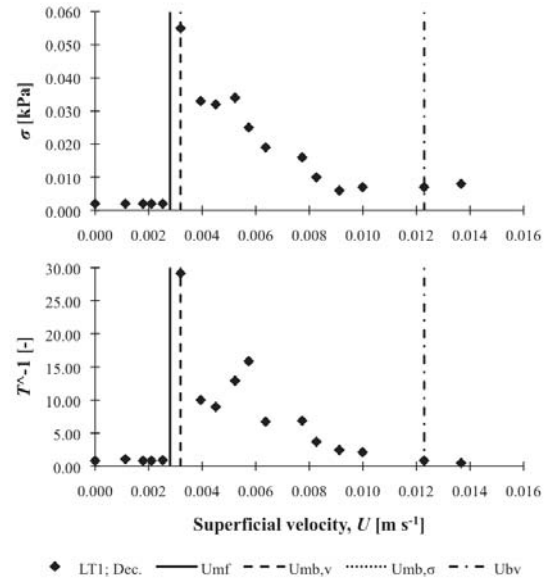 0.060
0.050
0.040
0.030
0.020
0.010
0.000
σ [kPa]
0.000 0.002 0.004 0.006 0.008 0.010 0.012 0.014 0.016
30.00
25.00
20.00
15.00
10.00
5.00
0.00
T^-1 [-]
0.000 0.002 0.004 0.006 0.008 0.010 0.012 0.014 0.016
Superficial velocity, U [m s⁻¹]
LT1; Dec. Umf Umb,v Umb,σ Ubv